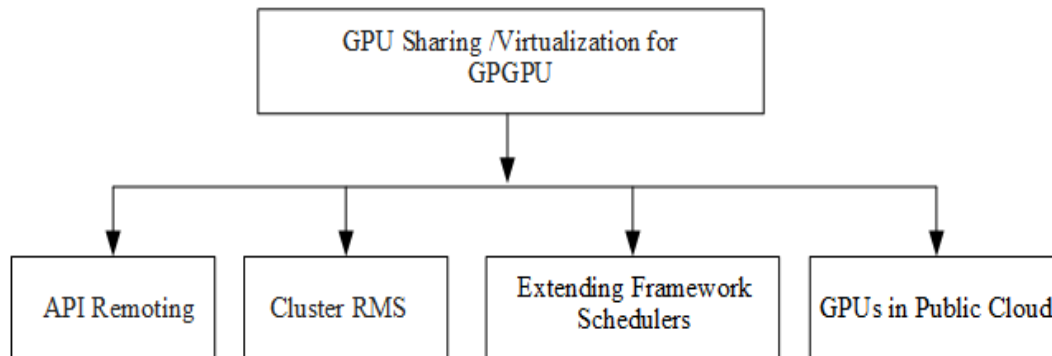 GPU Sharing /Virtualization for
GPGPU
API Remoting
Cluster RMS
Extending Framework
Schedulers
GPUs in Public Cloud